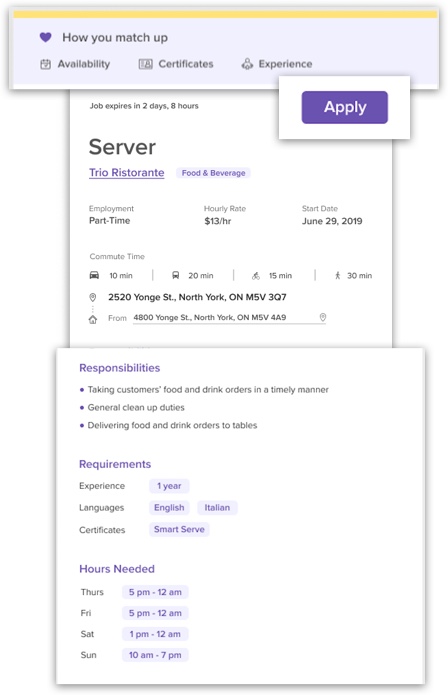 How you match up
Availability Certificates Experience
Apply
Job expires in 2 days, 8 hours
Server
Trio Ristorante Food & Beverage
Employment Hourly Rate Start Date
Part-Time $13/hr June 29, 2019
Commute Time
10 min 20 min 15 min 30 min
2520 Yonge St., North York, ON M5V 3Q7
From 4800 Yonge St., North York, ON M5V 4A9
Responsibilities
• Taking customers' food and drink orders in a timely manner
• General clean up duties
• Delivering food and drink orders to tables
Requirements
Experience 1 year
Languages English Italian
Certificates Smart Serve
Hours Needed
Thurs 5 pm - 12 am
Fri 5 pm - 12 am
Sat 1 pm - 12 am
Sun 10 am - 7 pm